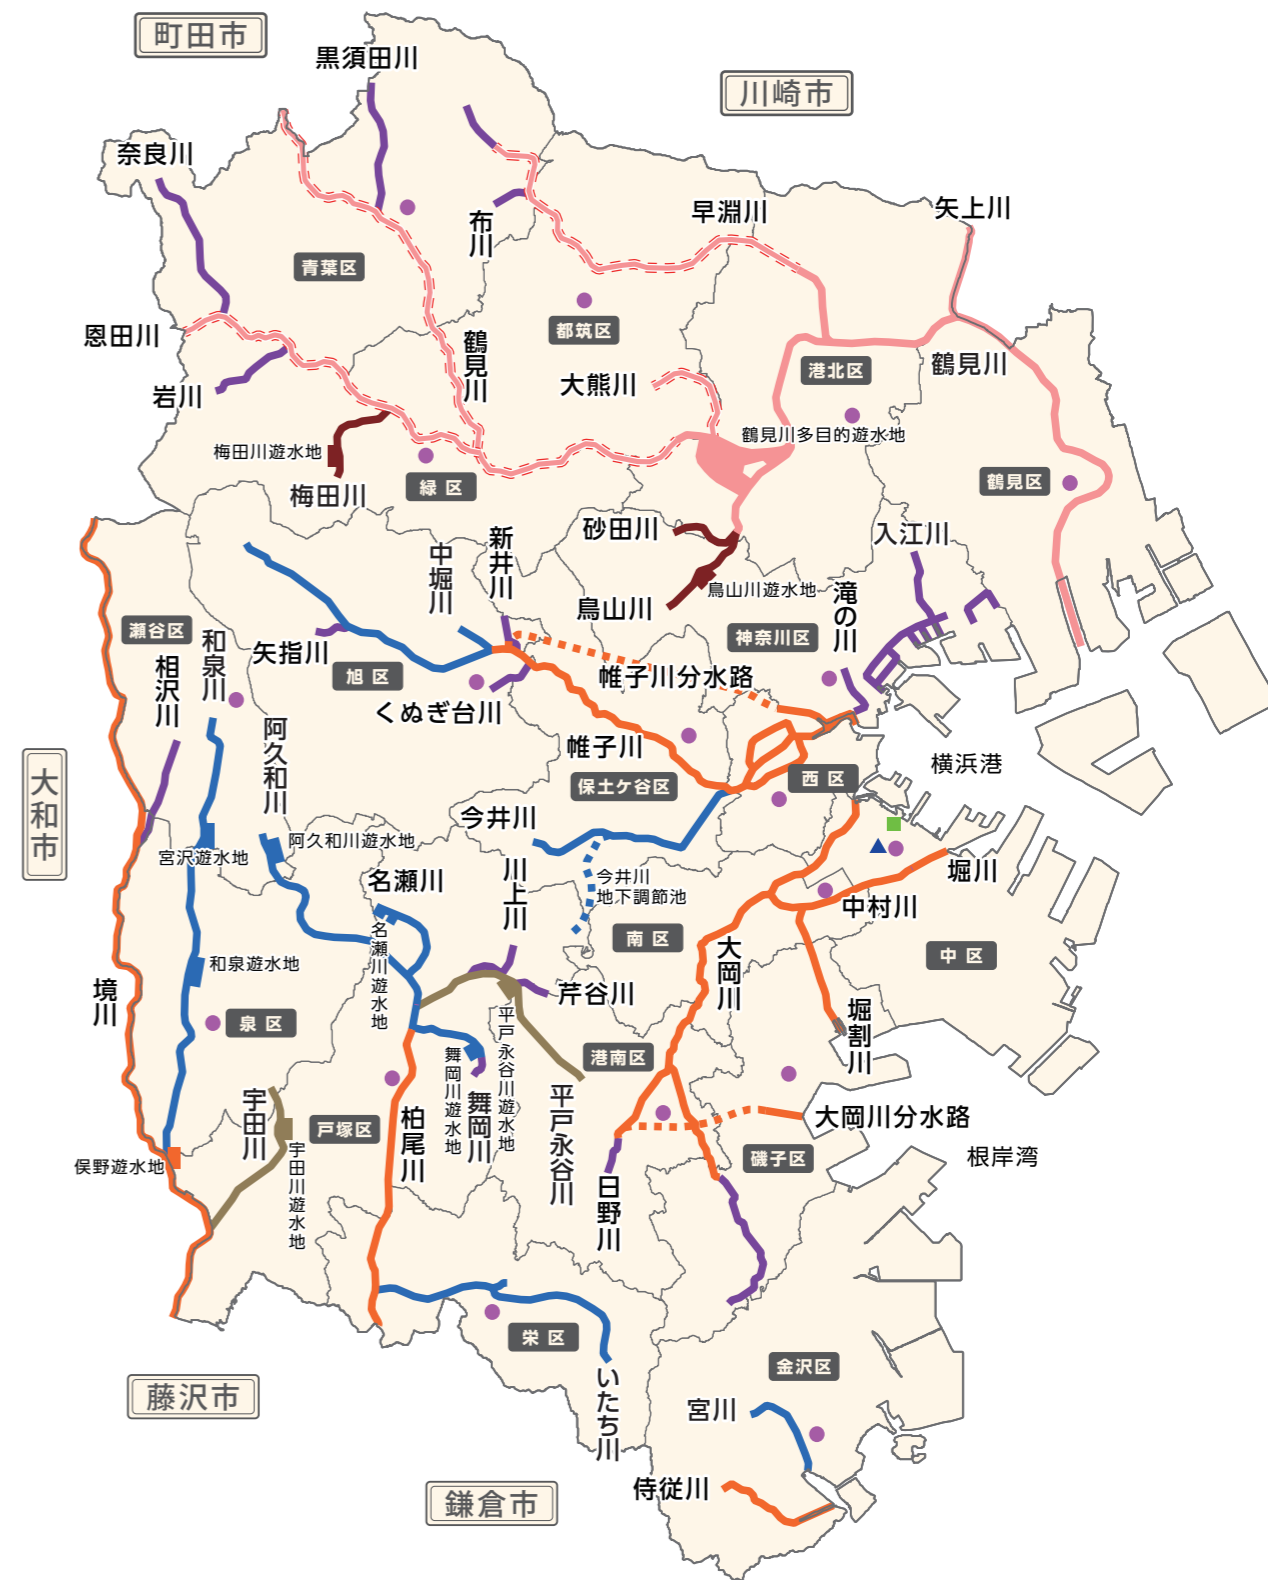 町田市
黒須田川
川崎市
奈良川
布川
早淵川
矢上川
青葉区
都筑区
恩田川
鶴見川
港北区
鶴見川
岩川
大熊川
鶴見川多目的遊水地
梅田川遊水地
緑 区
鶴見区
梅田川
砂田川
入江川
新井川
中堀川
鳥山川遊水地
滝の川
鳥山川
瀬谷区
和泉川
神奈川区
矢指川
相沢川
旭 区
帷子川分水路
くぬぎ台川
阿久和川
帷子川
大和市
横浜港
保土ケ谷区
西 区
今井川
阿久和川遊水地
宮沢遊水地
川上川
名瀬川
今井川
地下調節池
堀川
中村川
名瀬川遊水地
南 区
大岡川
中 区
和泉遊水地
境川
芹谷川
堀割川
泉 区
平戸永谷川遊水地
港南区
舞岡川遊水地
舞岡川
平戸永谷川
宇田川
柏尾川
大岡川分水路
戸塚区
俣野遊水地
宇田川遊水地
磯子区
根岸湾
日野川
栄 区
金沢区
藤沢市
いたち川
宮川
侍従川
鎌倉市